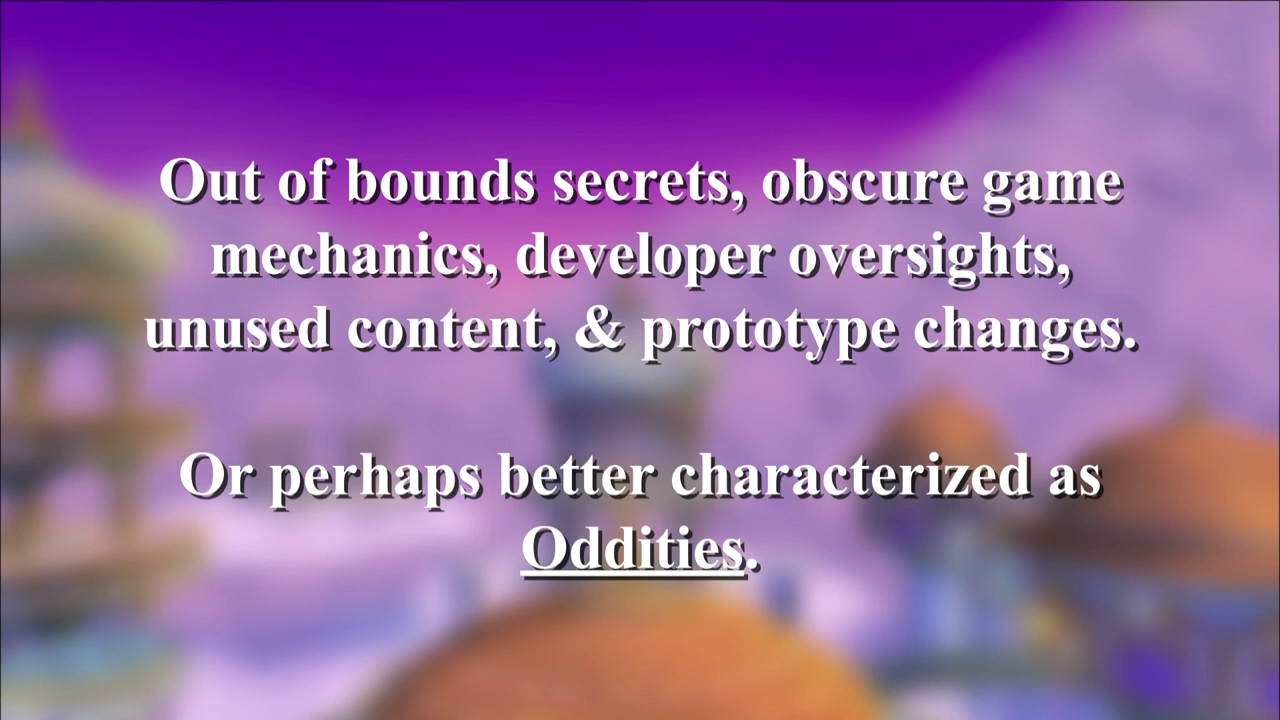 Out of bounds secrets, obscure game
mechanics, developer oversights,
unused content, & prototype changes.
Or perhaps better characterized as
Oddities.